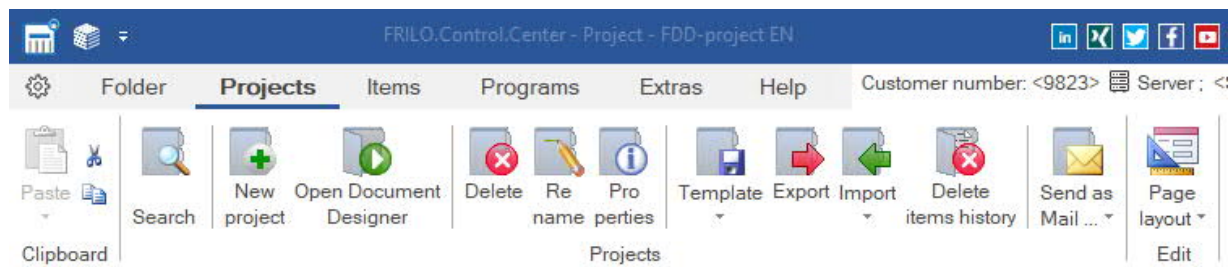 FRILO.Control.Center - Project - FDD-project EN
Folder Projects Items Programs Extras Help Customer number: <9823> Server ; <
Paste Search New project Open Document Designer Delete Re name Pro perties Template Export Import Delete items history Send as Mail ... Page layout
Clipboard Projects Edit